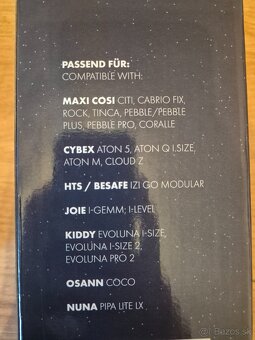 PASSEND FÜR:
COMPATIBLE WITH:
MAXI COSI CITI, CABRIO FIX,
ROCK, TINCA, PEBBLE/PEBBLE
PLUS, PEBBLE PRO, CORALLE
CYBEX ATON 5, ATON Q I.SIZE,
ATON M, CLOUD Z
HTS / BESAFE IZI GO MODULAR
JOIE I-GEMM; I-LEVEL
KIDDY EVOLUNA I-SIZE,
EVOLUNA I-SIZE 2,
EVOLUNA PRO 2
OSANN COCO
NUNA PIPA LITE LX
bezos.sk